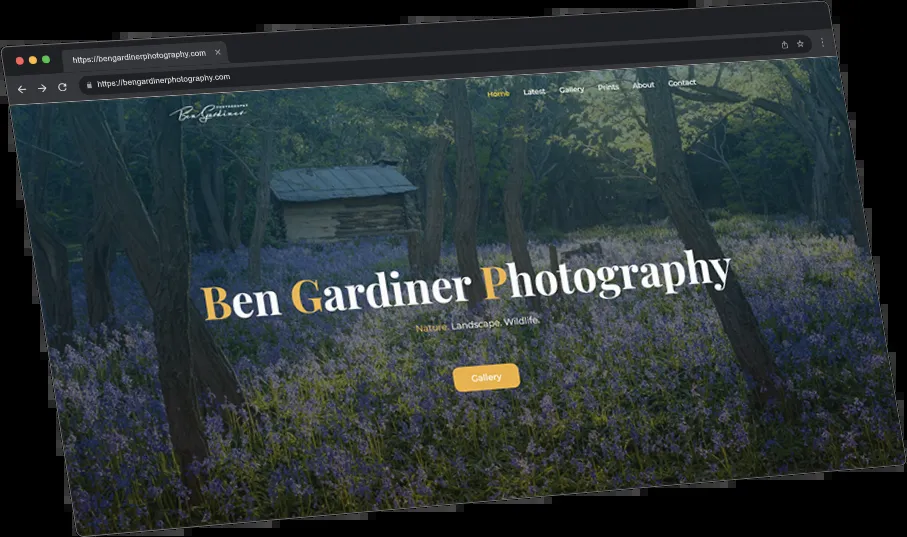 https://bengardinerphotography.com
https://bengardinerphotography.com
Home Latest Gallery Prints About Contact
PHOTOGRAPHY
Ben Gardiner
Ben Gardiner Photography
Nature. Landscape. Wildlife.
Gallery